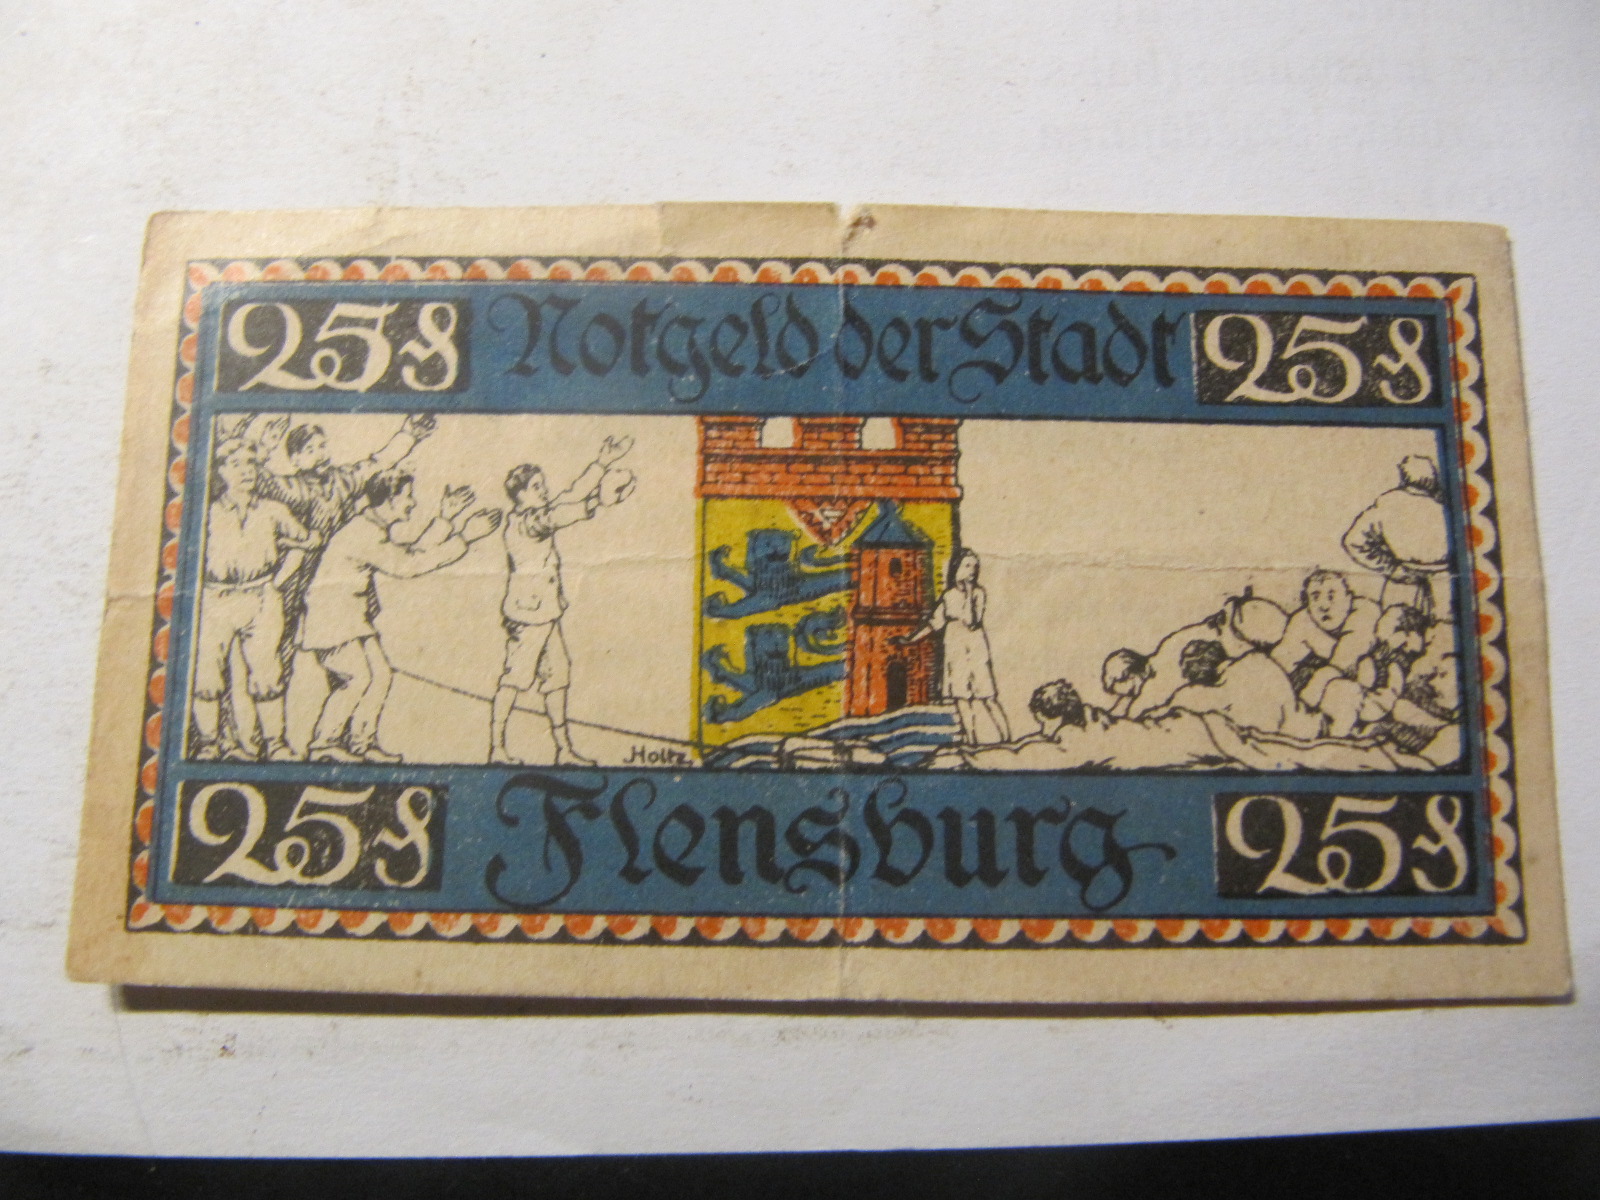 25₰ Notgeld der Stadt 25₰
Holtz
25₰ Flensburg 25₰